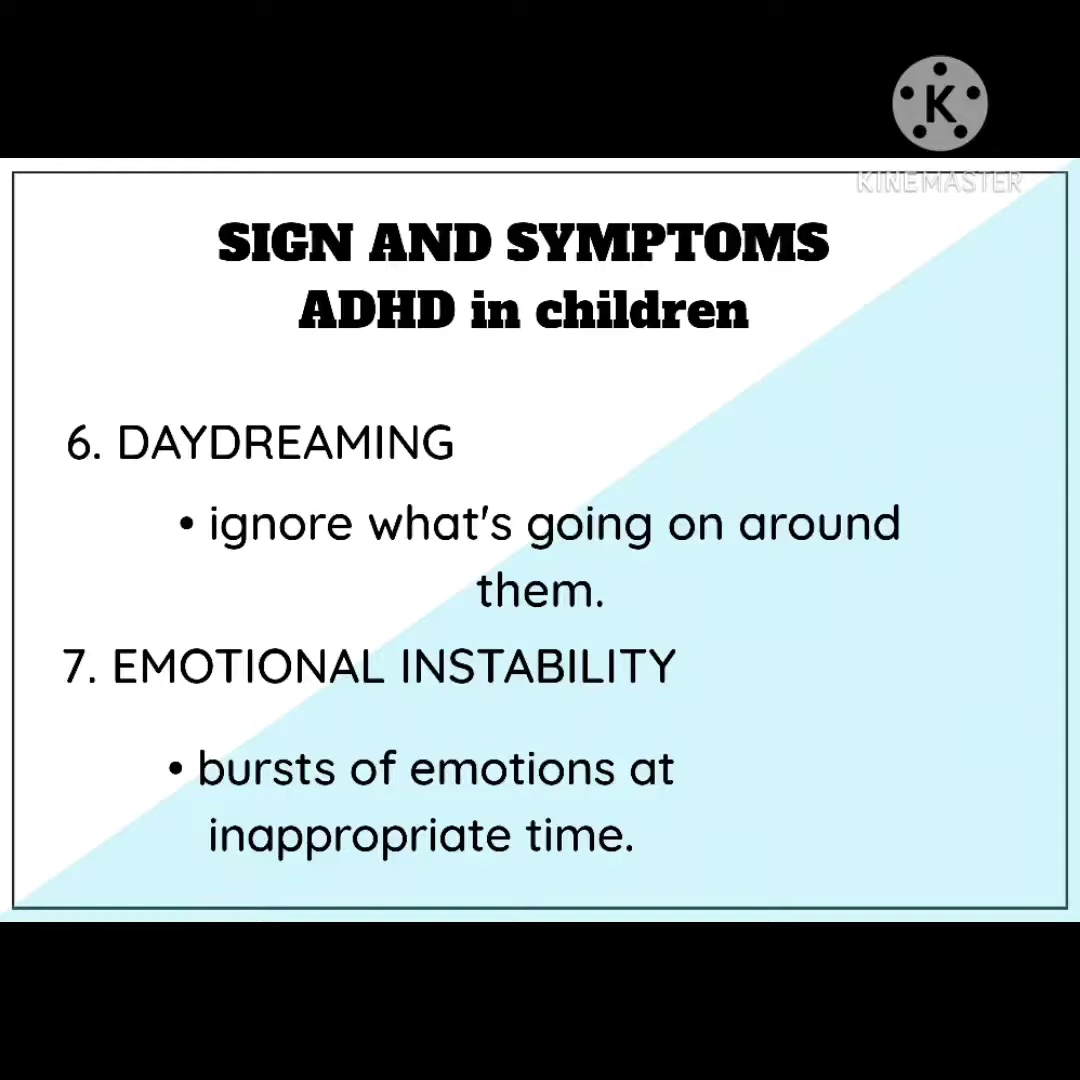 K
KINEMASTER
SIGN AND SYMPTOMS
ADHD in children
6. DAYDREAMING
• ignore what's going on around
them.
7. EMOTIONAL INSTABILITY
• bursts of emotions at
inappropriate time.